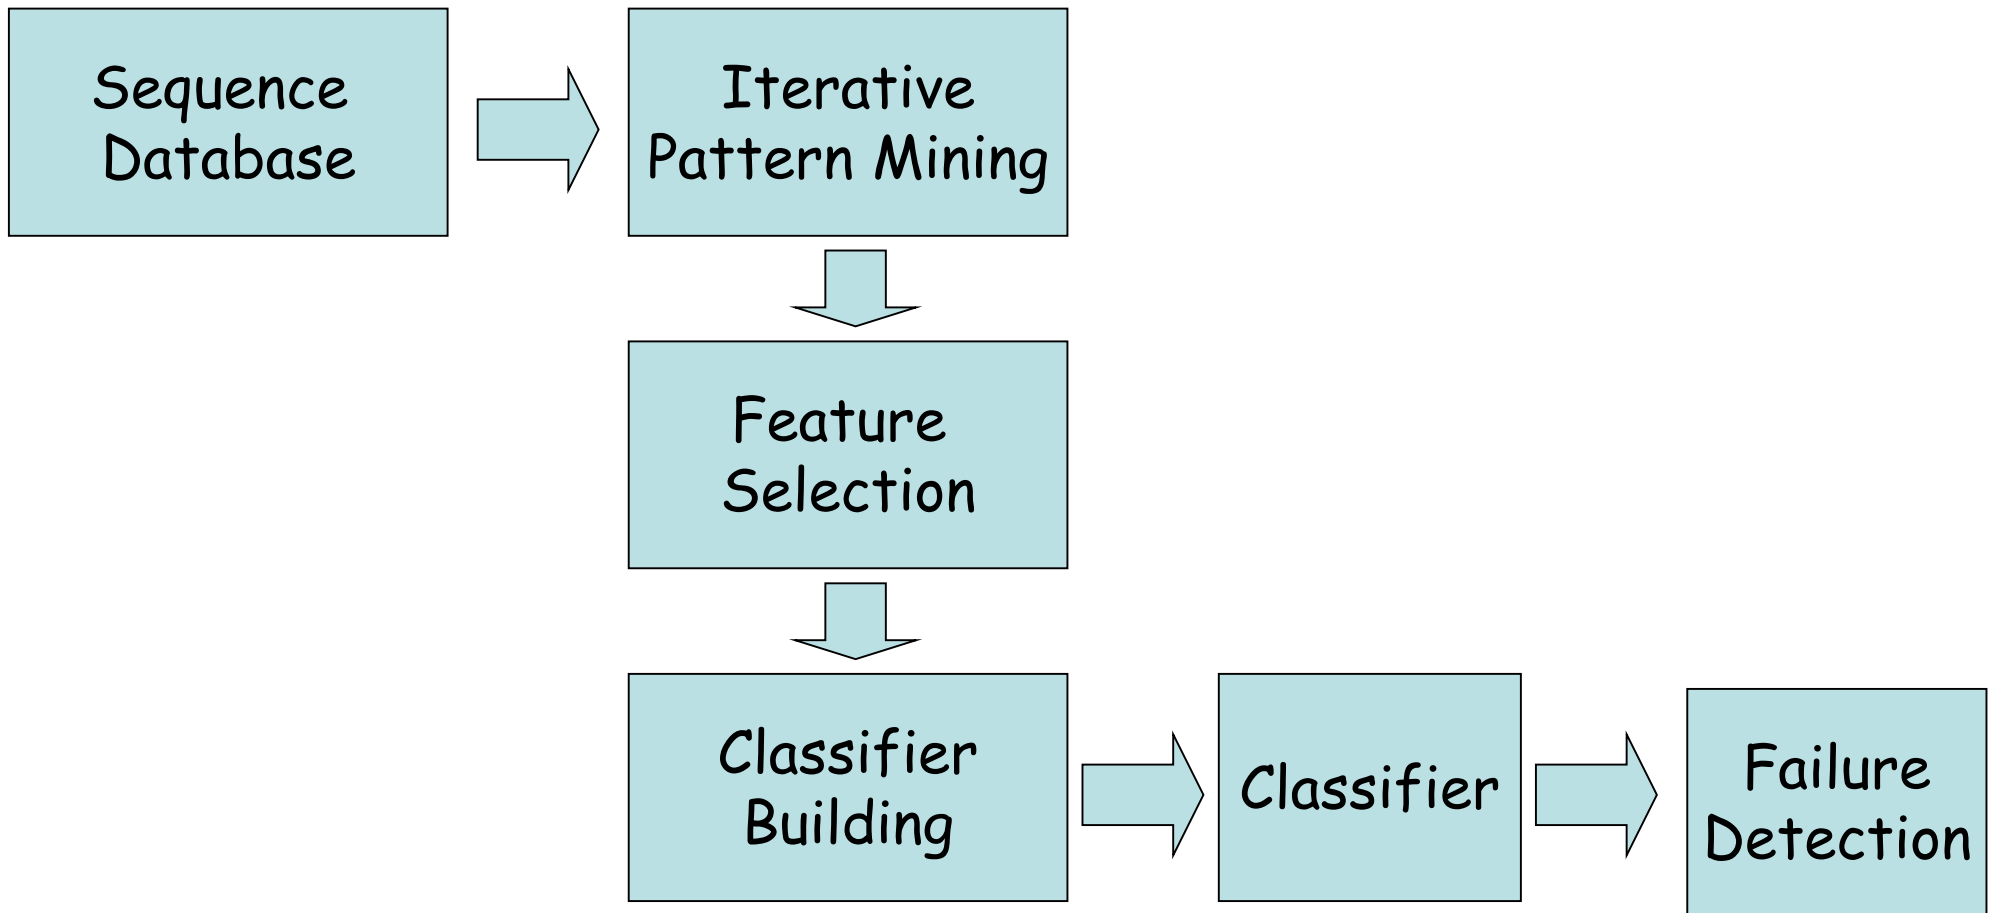 Sequence
Database
Iterative
Pattern Mining
Feature
Selection
Classifier
Building
Classifier
Failure
Detection